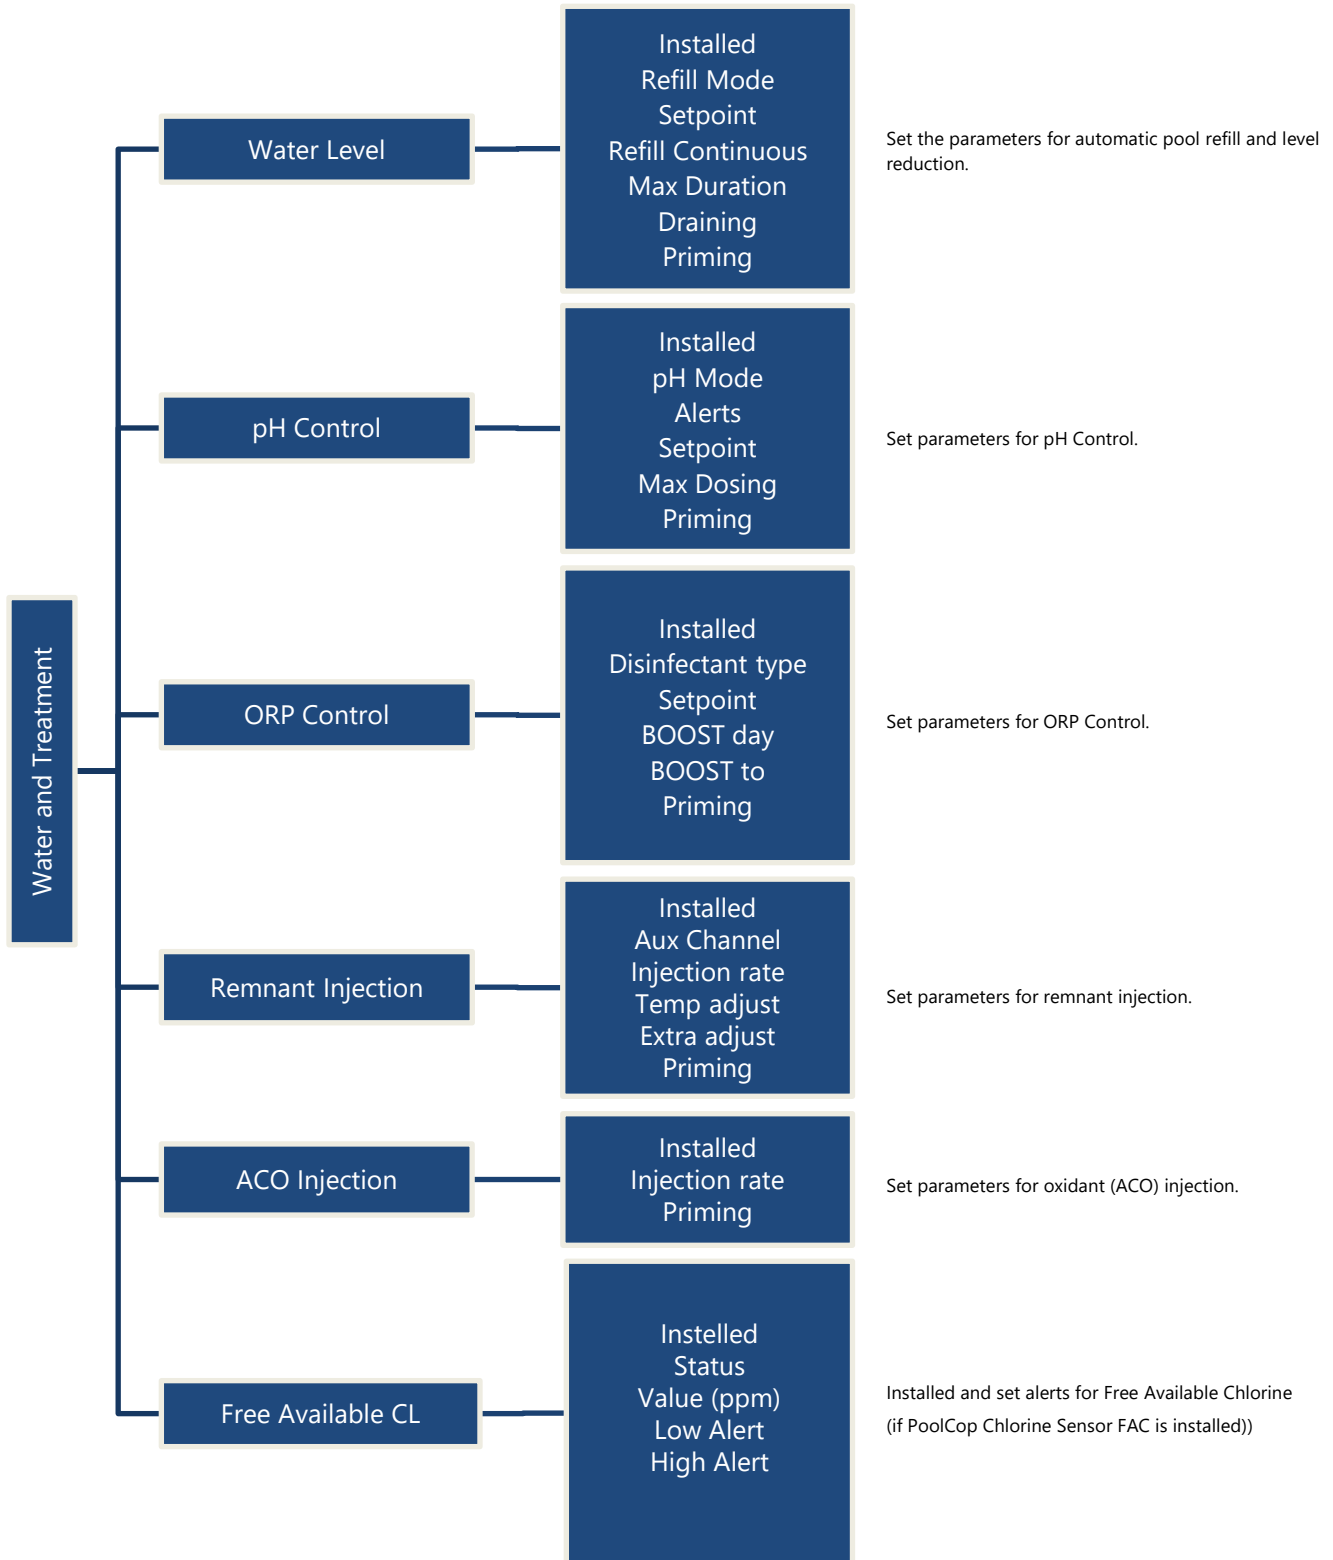 Water and Treatment
Water Level
Installed
Refill Mode
Setpoint
Refill Continuous
Max Duration
Draining
Priming
Set the parameters for automatic pool refill and level
reduction.
pH Control
Installed
pH Mode
Alerts
Setpoint
Max Dosing
Priming
Set parameters for pH Control.
ORP Control
Installed
Disinfectant type
Setpoint
BOOST day
BOOST to
Priming
Set parameters for ORP Control.
Remnant Injection
Installed
Aux Channel
Injection rate
Temp adjust
Extra adjust
Priming
Set parameters for remnant injection.
ACO Injection
Installed
Injection rate
Priming
Set parameters for oxidant (ACO) injection.
Free Available CL
Instelled
Status
Value (ppm)
Low Alert
High Alert
Installed and set alerts for Free Available Chlorine
(if PoolCop Chlorine Sensor FAC is installed))